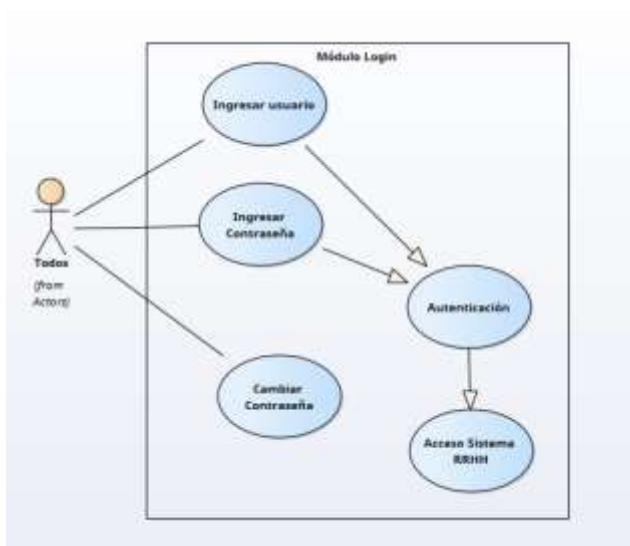 Módulo Login
Ingresar usuario
Ingresar
Contraseña
Todos
(from
Actors)
Autenticación
Cambiar
Contraseña
Acceso Sistema
RRHH